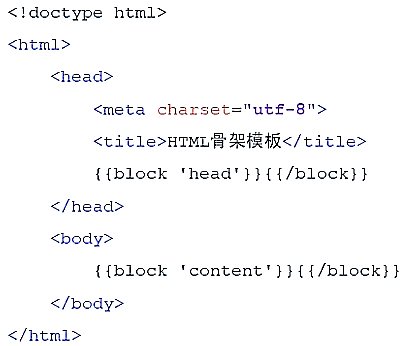 <!doctype html>
<html>
    <head>
        <meta charset="utf-8">
        <title>HTML骨架模板</title>
        {{block 'head'}}{{/block}}
    </head>
    <body>
        {{block 'content'}}{{/block}}
    </body>
</html>